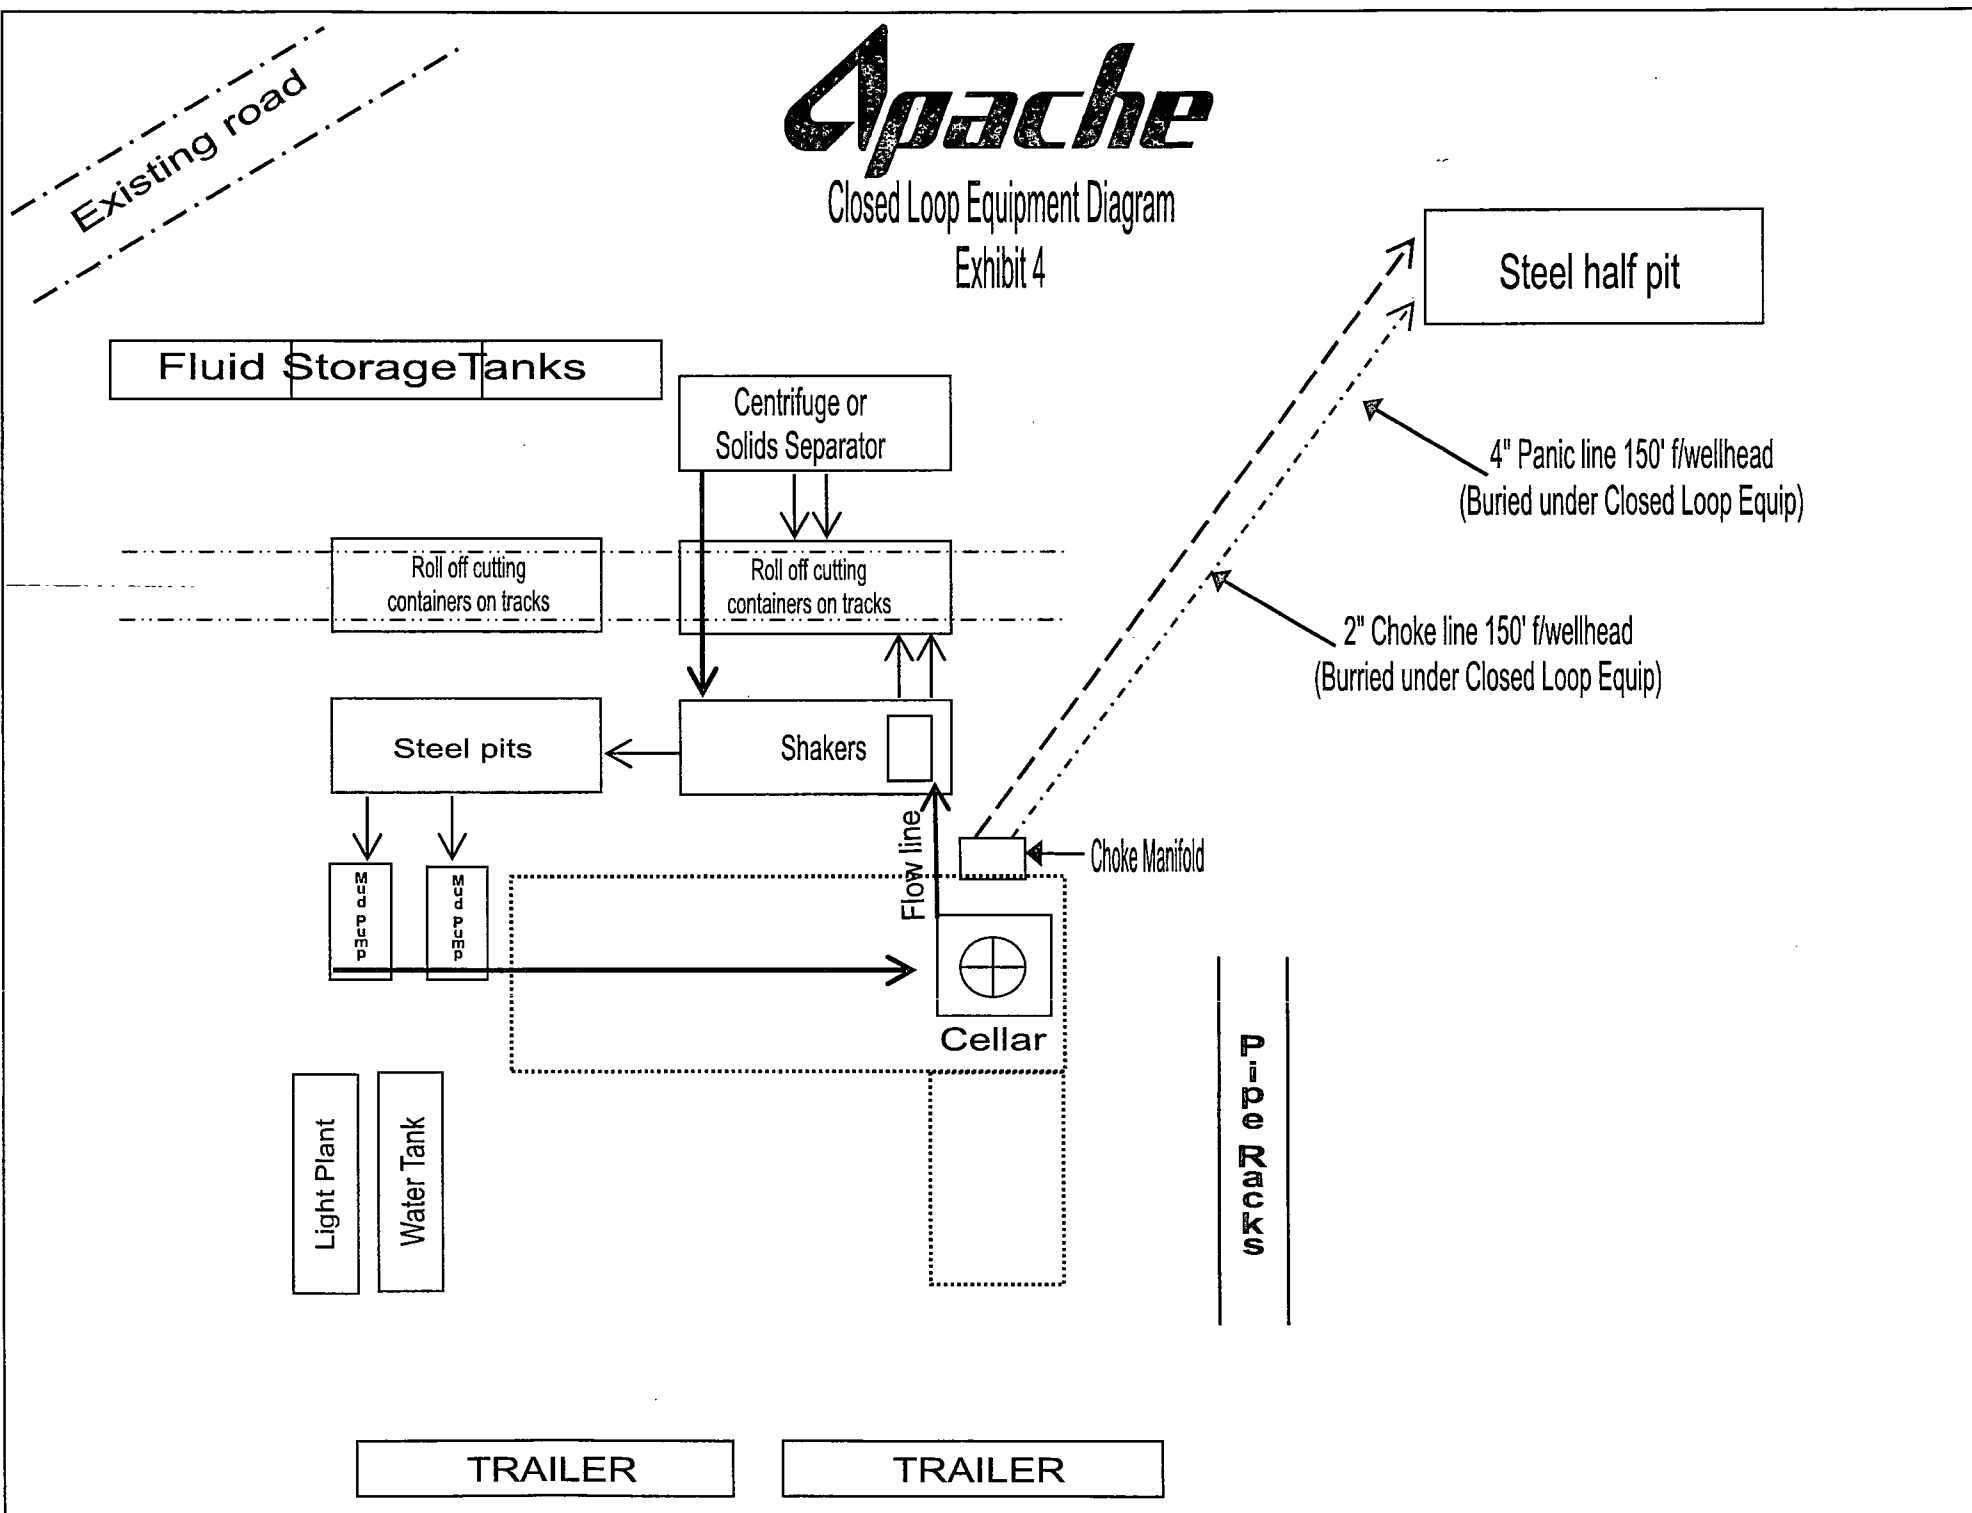 Existing road
Apache
Closed Loop Equipment Diagram
Exhibit 4
Steel half pit
Fluid StorageTanks
Centrifuge or
Solids Separator
4" Panic line 150' f/wellhead
(Buried under Closed Loop Equip)
Roll off cutting
containers on tracks
Roll off cutting
containers on tracks
2" Choke line 150' f/wellhead
(Burried under Closed Loop Equip)
Steel pits
Shakers
Flow line
Choke Manifold
Mud Pump
Mud Pump
Cellar
Pipe Racks
Light Plant
Water Tank
TRAILER
TRAILER